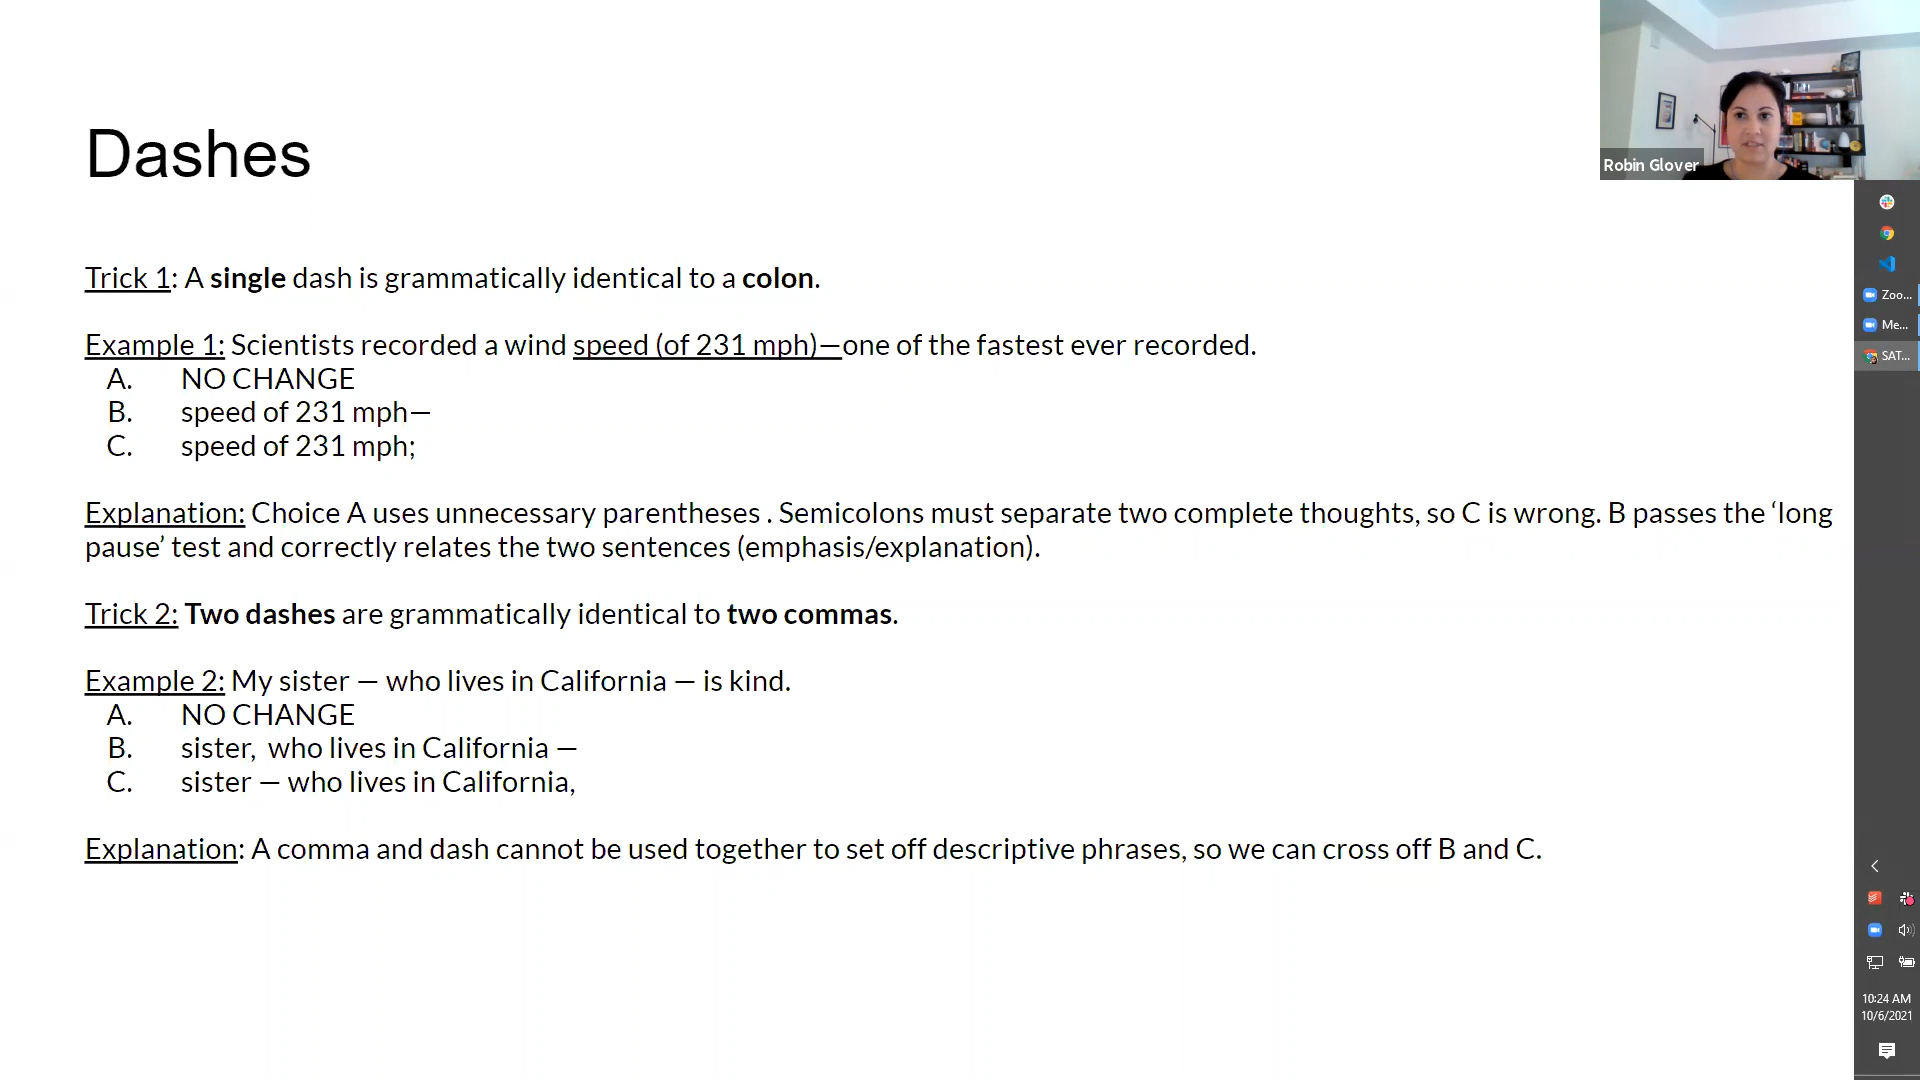 Dashes
Robin Glover
Trick 1: A single dash is grammatically identical to a colon.
Example 1: Scientists recorded a wind speed (of 231 mph)—one of the fastest ever recorded.
A. NO CHANGE
B. speed of 231 mph—
C. speed of 231 mph;
Explanation: Choice A uses unnecessary parentheses . Semicolons must separate two complete thoughts, so C is wrong. B passes the ‘long
pause’ test and correctly relates the two sentences (emphasis/explanation).
Trick 2: Two dashes are grammatically identical to two commas.
Example 2: My sister — who lives in California — is kind.
A. NO CHANGE
B. sister,  who lives in California —
C. sister — who lives in California,
Explanation: A comma and dash cannot be used together to set off descriptive phrases, so we can cross off B and C.
Zoo...
Me...
SAT...
10:24 AM
10/6/2021